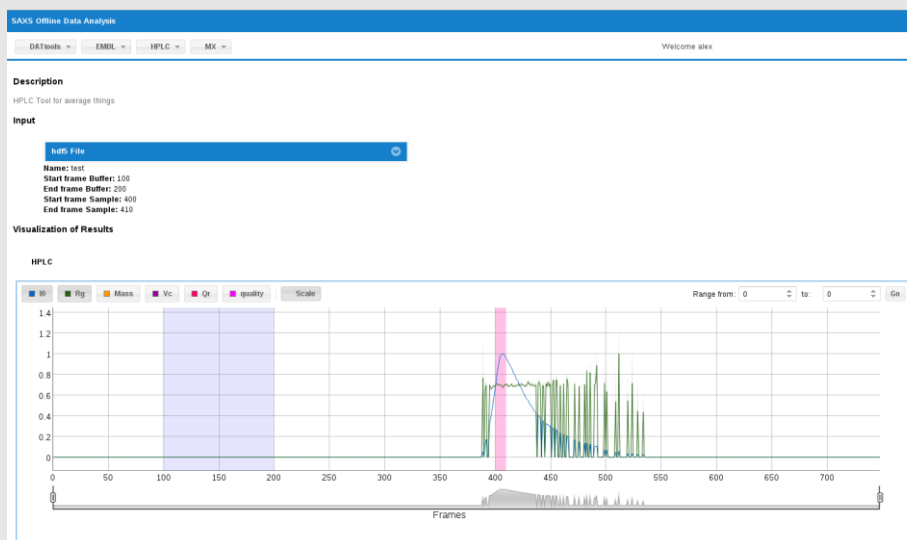 SAXS Offline Data Analysis
DATtools EMBL HPLC MX Welcome alex
Description
HPLC Tool for average things
Input
hdf5 File
Name: test
Start frame Buffer: 100
End frame Buffer: 200
Start frame Sample: 400
End frame Sample: 410
Visualization of Results
HPLC
I0 Rg Mass Vc Qr quality Scale Range from: 0 to: 0 Go
1.4
1.2
1
0.8
0.6
0.4
0.2
0
0 50 100 150 200 250 300 350 400 450 500 550 600 650 700
Frames